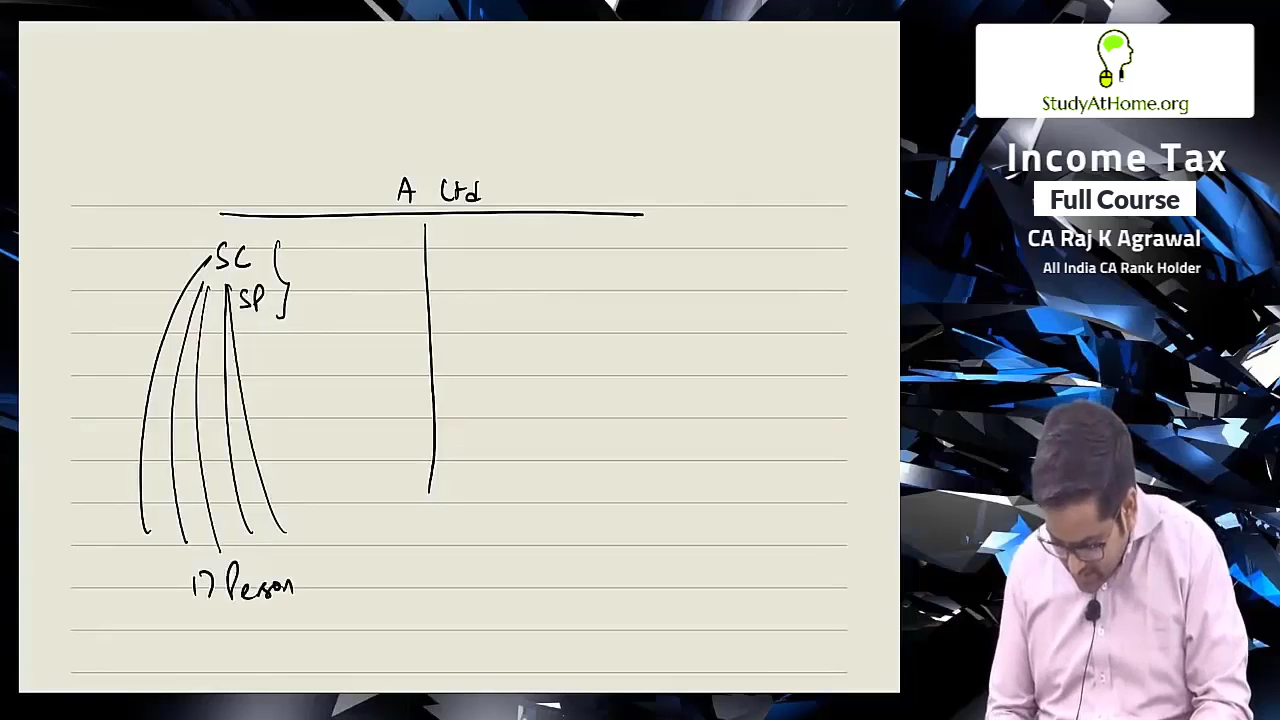 A Ltd
SC
SP
17 Person
StudyAtHome.org
Income Tax
Full Course
CA Raj K Agrawal
All India CA Rank Holder